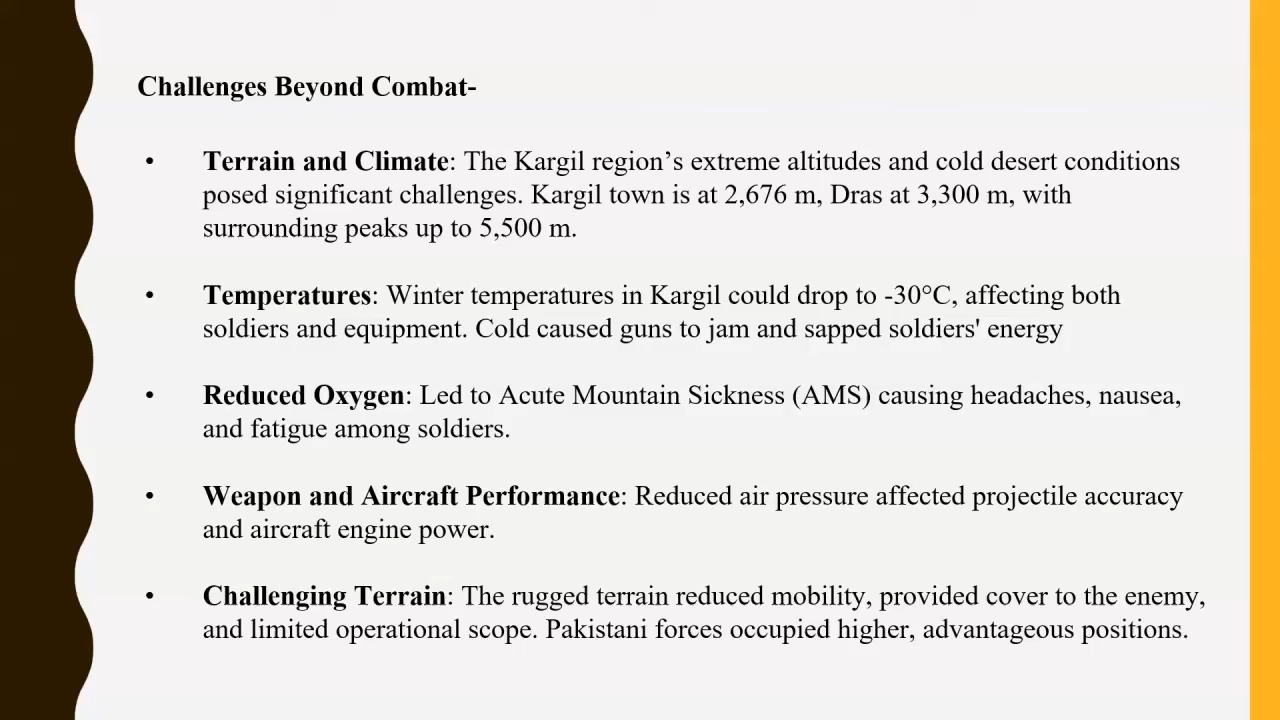 Challenges Beyond Combat-
• Terrain and Climate: The Kargil region’s extreme altitudes and cold desert conditions
posed significant challenges. Kargil town is at 2,676 m, Dras at 3,300 m, with
surrounding peaks up to 5,500 m.
• Temperatures: Winter temperatures in Kargil could drop to -30°C, affecting both
soldiers and equipment. Cold caused guns to jam and sapped soldiers' energy
• Reduced Oxygen: Led to Acute Mountain Sickness (AMS) causing headaches, nausea,
and fatigue among soldiers.
• Weapon and Aircraft Performance: Reduced air pressure affected projectile accuracy
and aircraft engine power.
• Challenging Terrain: The rugged terrain reduced mobility, provided cover to the enemy,
and limited operational scope. Pakistani forces occupied higher, advantageous positions.